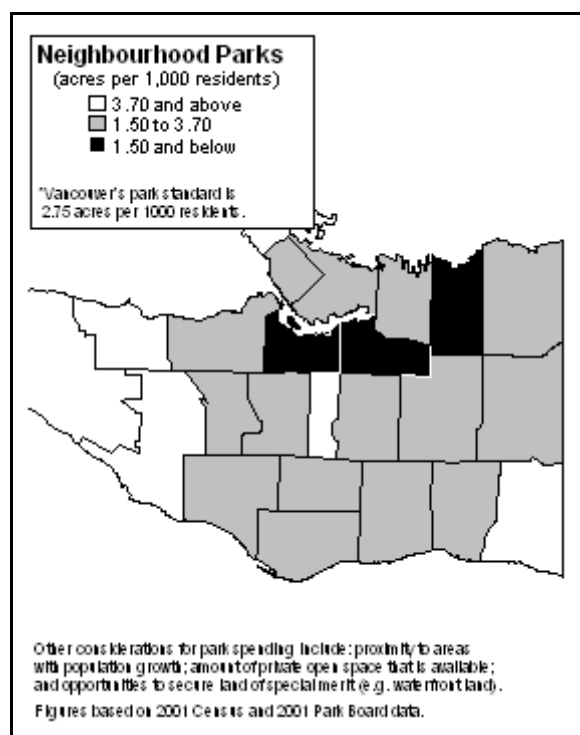 Neighbourhood Parks
(acres per 1,000 residents)
3.70 and above
1.50 to 3.70
1.50 and below
*Vancouver's park standard is
2.75 acres per 1000 residents.
Other considerations for park spending include: proximity to areas
with population growth; amount of private open space that is available;
and opportunities to secure land of special merit (e.g. waterfront land).
Figures based on 2001 Census and 2001 Park Board data.